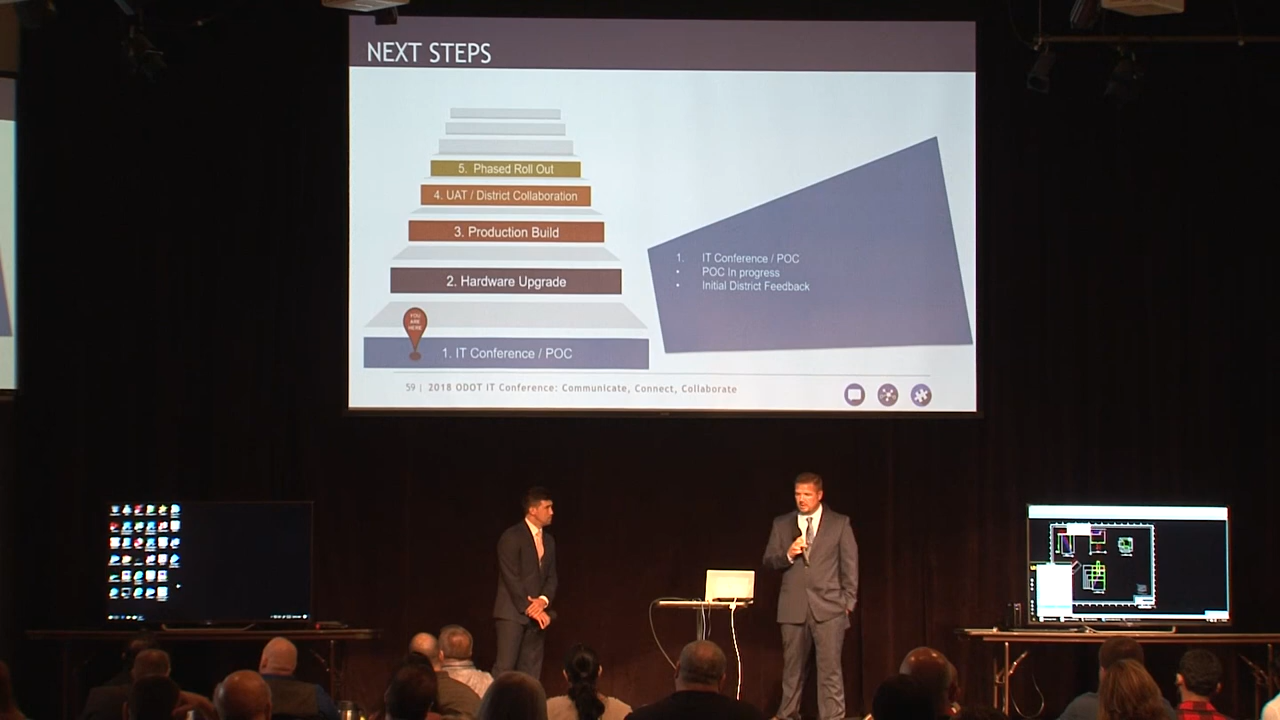 NEXT STEPS
5. Phased Roll Out
4. UAT / District Collaboration
3. Production Build
2. Hardware Upgrade
YOU
ARE
HERE
1. IT Conference / POC
1. IT Conference / POC
• POC In progress
• Initial District Feedback
59 | 2018 ODOT IT Conference: Communicate, Connect, Collaborate